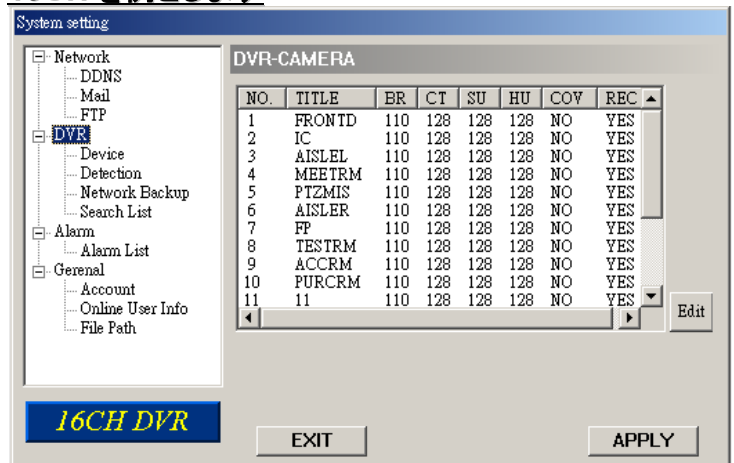 を例とします
System setting
Network
DDNS
Mail
FTP
DVR
Device
Detection
Network Backup
Search List
Alarm
Alarm List
Gerenal
Account
Online User Info
File Path
16CH DVR
DVR-CAMERA
NO. TITLE BR CT SU HU COV REC
1 FRONTD 110 128 128 128 NO YES
2 IC 110 128 128 128 NO YES
3 AISLEL 110 128 128 128 NO YES
4 MEETRM 110 128 128 128 NO YES
5 PTZMIS 110 128 128 128 NO YES
6 AISLER 110 128 128 128 NO YES
7 FP 110 128 128 128 NO YES
8 TESTRM 110 128 128 128 NO YES
9 ACCRM 110 128 128 128 NO YES
10 PURCRM 110 128 128 128 NO YES
11 11 110 128 128 128 NO YES
Edit
EXIT APPLY